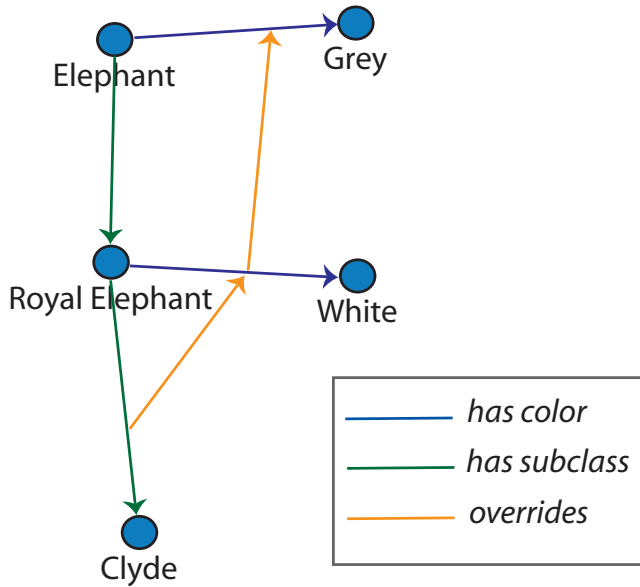 Elephant
Grey
Royal Elephant
White
Clyde
has color
has subclass
overrides